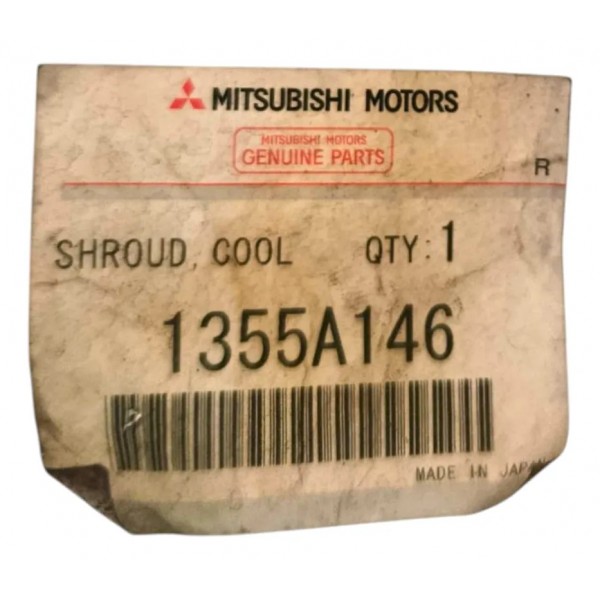 MITSUBISHI MOTORS
MITSUBISHI MOTORS
GENUINE PARTS
R
SHROUD, COOL QTY:1
1355A146
MADE IN JAPAN